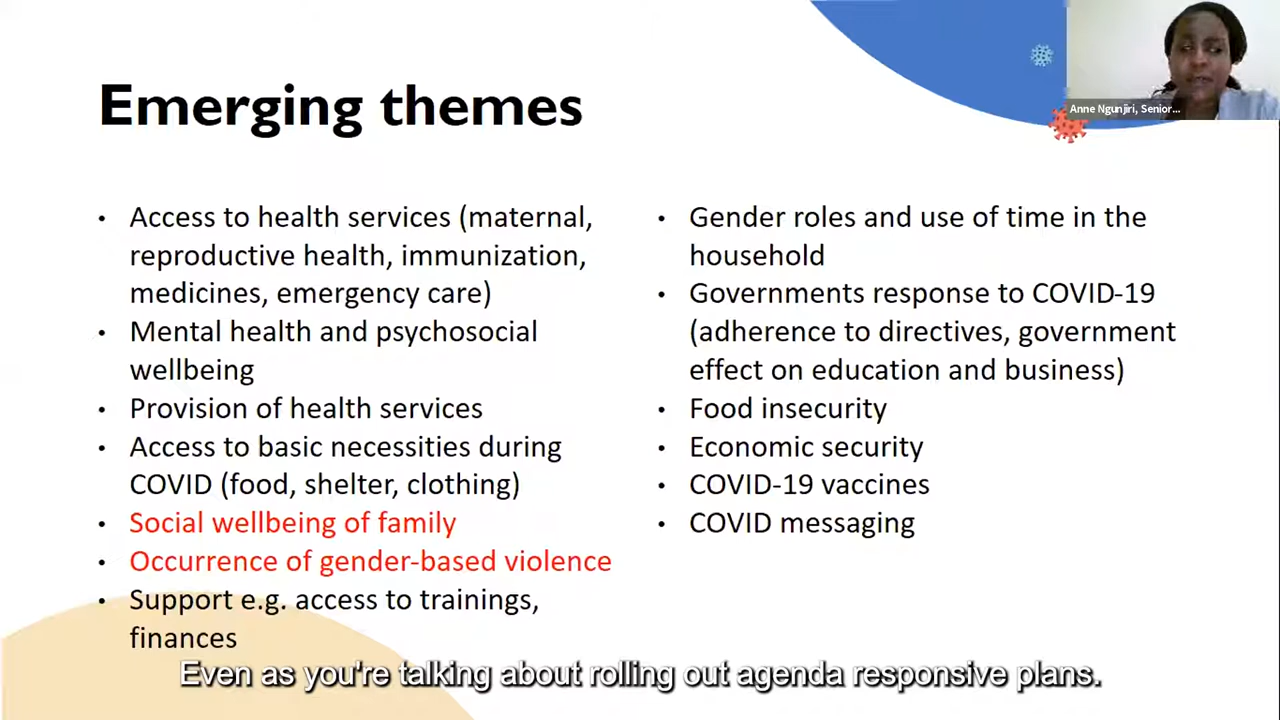 Emerging themes
Anne Ngunjiri, Senior...
• Access to health services (maternal,
reproductive health, immunization,
medicines, emergency care)
• Mental health and psychosocial
wellbeing
• Provision of health services
• Access to basic necessities during
COVID (food, shelter, clothing)
• Social wellbeing of family
• Occurrence of gender-based violence
• Support e.g. access to trainings,
finances
• Gender roles and use of time in the
household
• Governments response to COVID-19
(adherence to directives, government
effect on education and business)
• Food insecurity
• Economic security
• COVID-19 vaccines
• COVID messaging
Even as you're talking about rolling out agenda responsive plans.